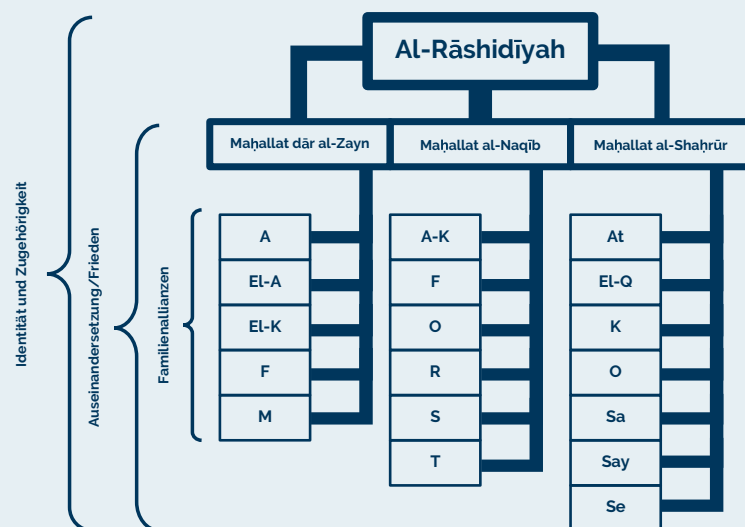 Al-Rāshidīyah
Maḥallat dār al-Zayn
Maḥallat al-Naqīb
Maḥallat al-Shaḥrūr
Identität und Zugehörigkeit
Auseinandersetzung/Frieden
Familienallianzen
A
El-A
El-K
F
M
A-K
F
O
R
S
T
At
El-Q
K
O
Sa
Say
Se